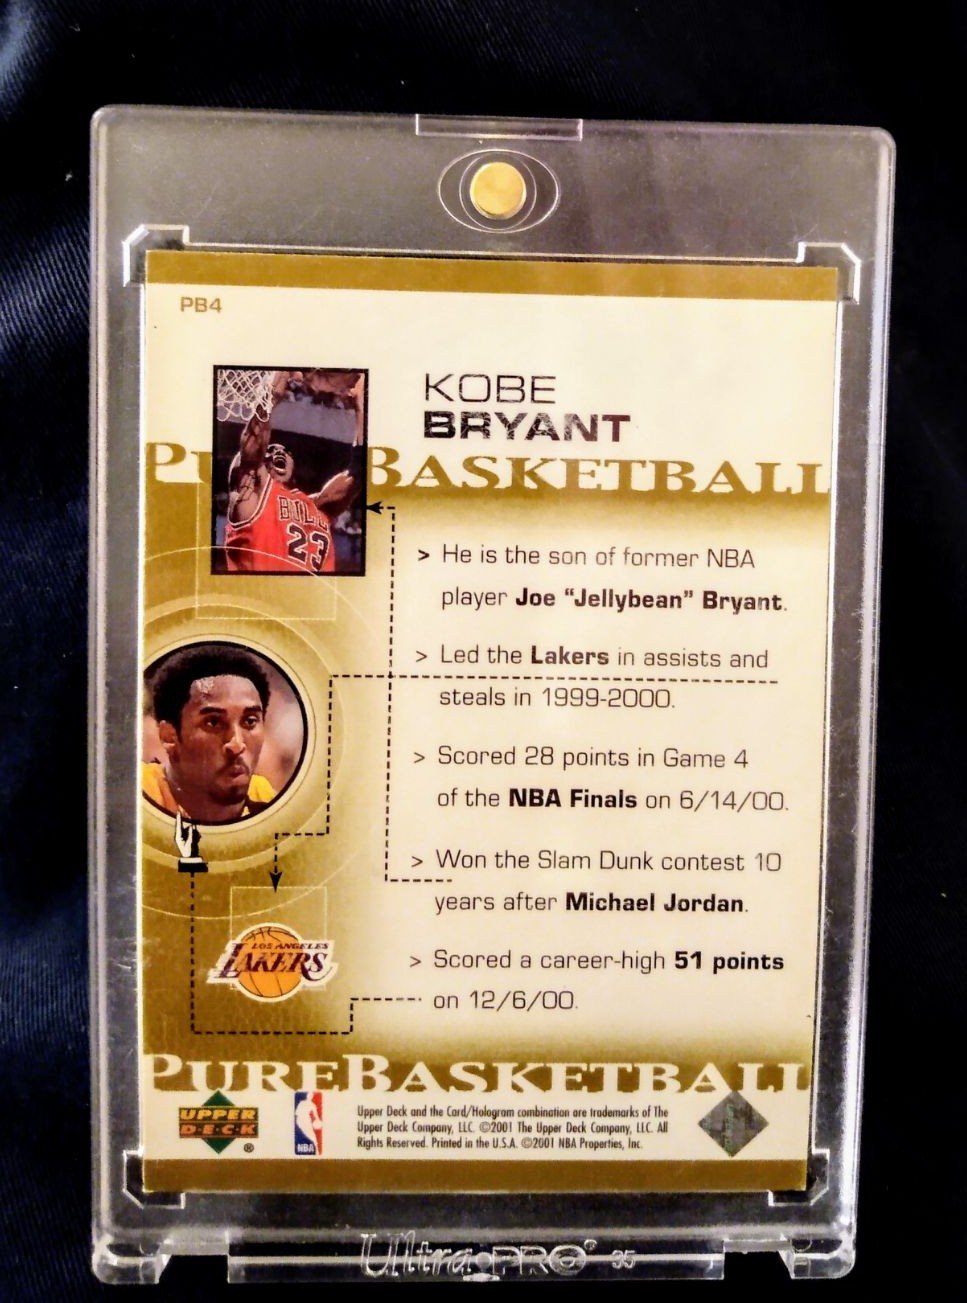 PB4
KOBE
BRYANT
PUREBASKETBALL
BULLS
23
> He is the son of former NBA
player Joe “Jellybean” Bryant.
> Led the Lakers in assists and
steals in 1999-2000.
> Scored 28 points in Game 4
of the NBA Finals on 6/14/00.
> Won the Slam Dunk contest 10
years after Michael Jordan.
> Scored a career-high 51 points
on 12/6/00.
LOS ANGELES
LAKERS
PUREBASKETBALL
UPPER
DECK
®
NBA
Upper Deck and the Card/Hologram combination are trademarks of The
Upper Deck Company, LLC. ©2001 The Upper Deck Company, LLC. All
Rights Reserved. Printed in the U.S.A. ©2001 NBA Properties, Inc.
Ultra•PRO® 35